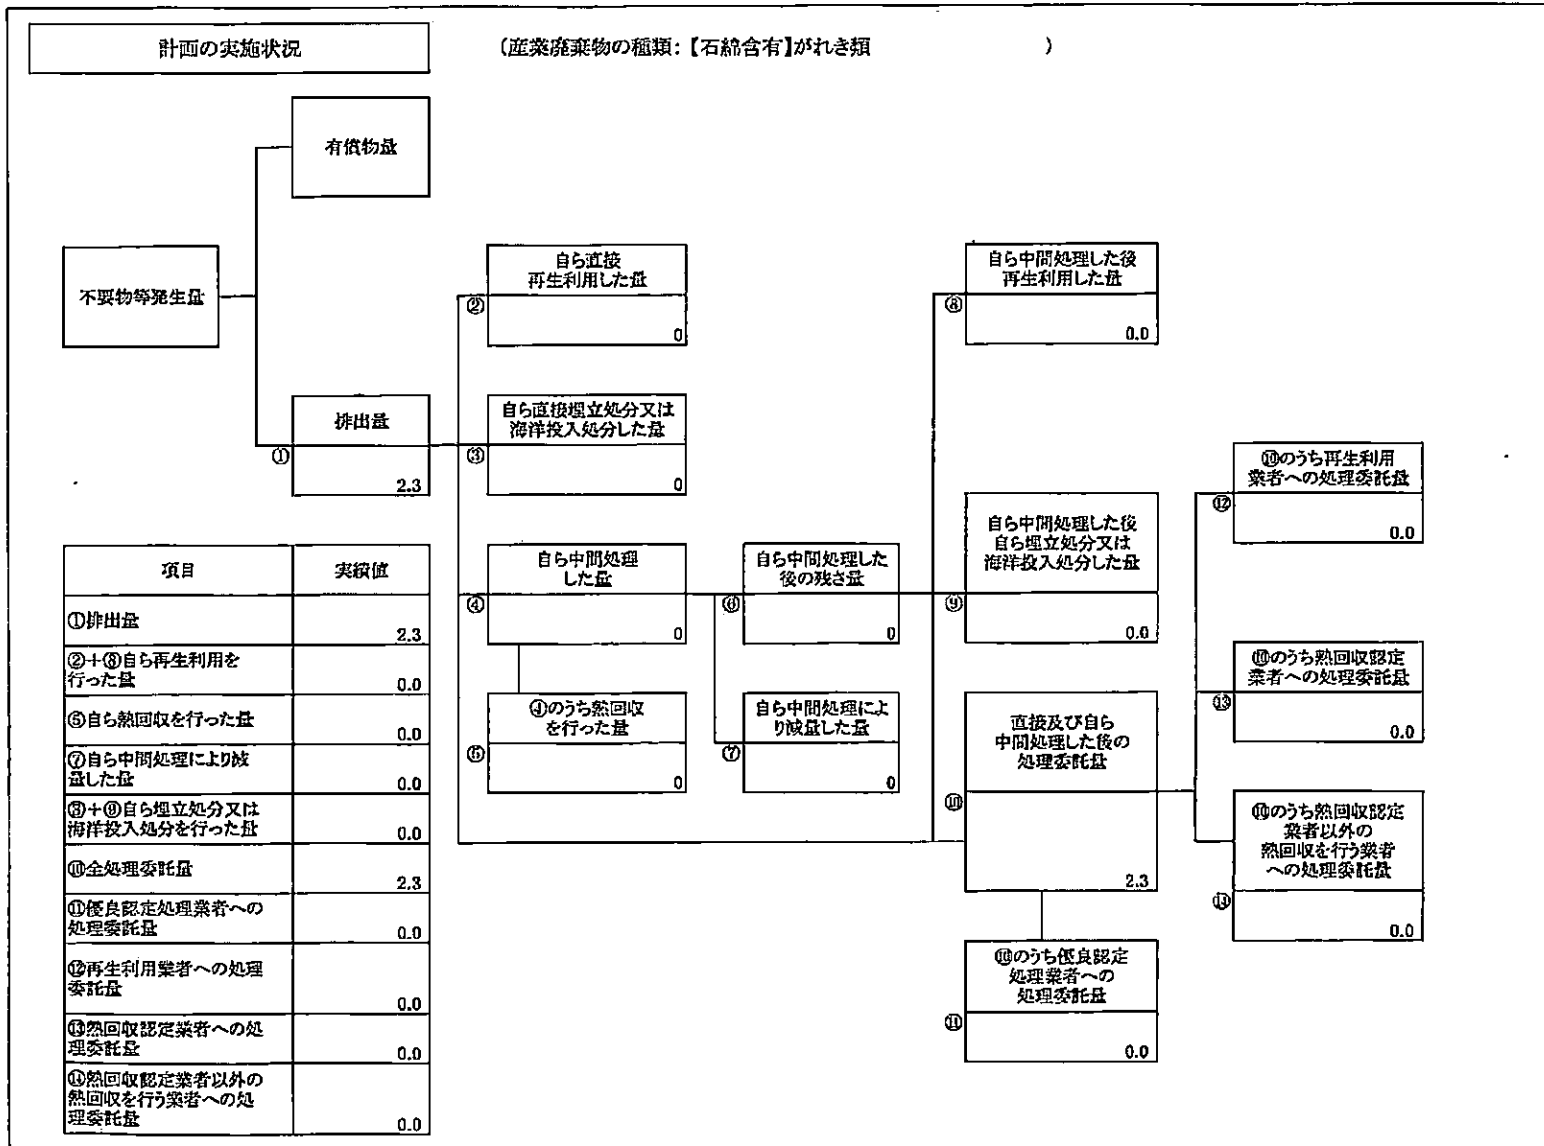 計画の実施状況
(産業廃棄物の種類:【石綿含有】がれき類 )
有償物量
不要物等発生量
排出量
①
2.3
自ら直接
再生利用した量
②
0
自ら直接埋立処分又は
海洋投入処分した量
③
0
自ら中間処理
した量
④
0
④のうち熱回収
を行った量
⑤
0
自ら中間処理した
後の残さ量
⑥
0
自ら中間処理によ
り減量した量
⑦
0
自ら中間処理した後
再生利用した量
⑧
0.0
自ら中間処理した後
自ら埋立処分又は
海洋投入処分した量
⑨
0.0
直接及び自ら
中間処理した後の
処理委託量
⑩
2.3
⑩のうち優良認定
処理業者への
処理委託量
⑪
0.0
⑩のうち再生利用
業者への処理委託量
⑫
0.0
⑩のうち熱回収認定
業者への処理委託量
⑬
0.0
⑩のうち熱回収認定
業者以外の
熱回収を行う業者
への処理委託量
⑭
0.0
項目 実績値
①排出量
2.3
②+⑧自ら再生利用を
行った量
0.0
⑤自ら熱回収を行った量
0.0
⑦自ら中間処理により減
量した量
0.0
③+⑨自ら埋立処分又は
海洋投入処分を行った量
0.0
⑩全処理委託量
2.3
⑪優良認定処理業者への
処理委託量
0.0
⑫再生利用業者への処理
委託量
0.0
⑬熱回収認定業者への処
理委託量
0.0
⑭熱回収認定業者以外の
熱回収を行う業者への処
理委託量
0.0